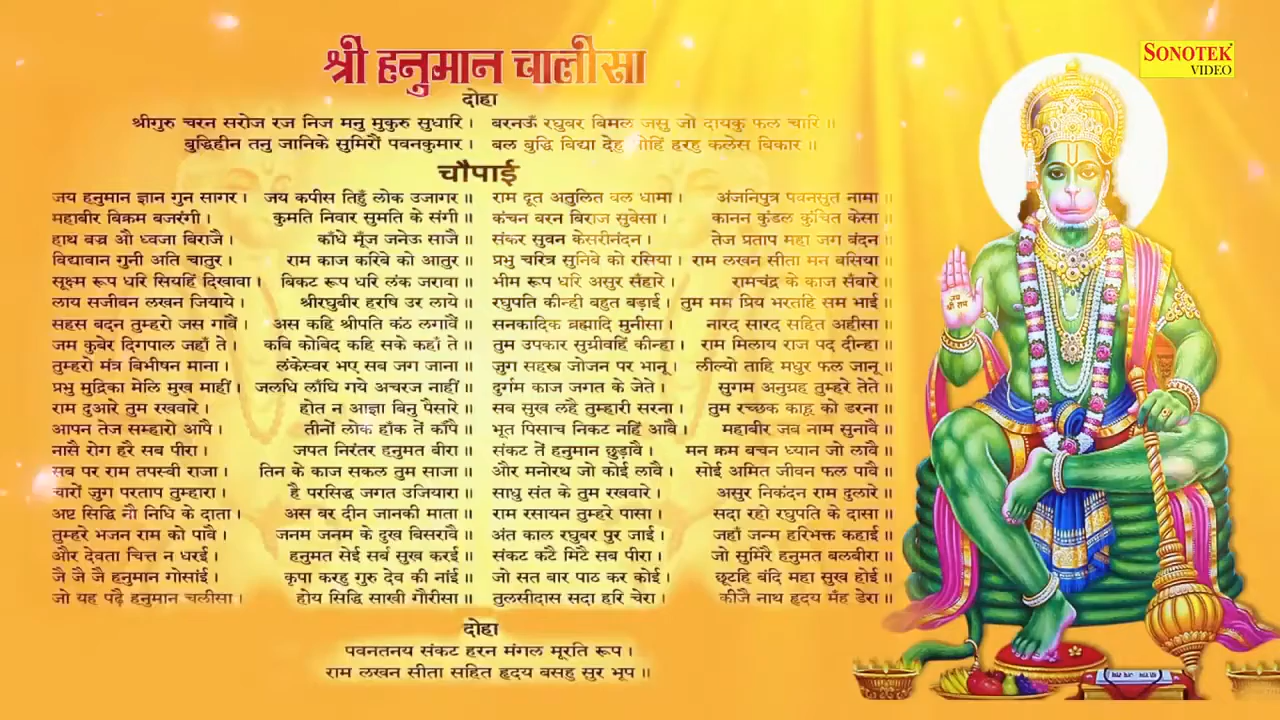 श्री हनुमान चालीसा
SONOTEK
VIDEO
दोहा
श्रीगुरु चरन सरोज रज निज मनु मुकुरु सुधारि। बरनऊँ रघुबर बिमल जसु जो दायकु फल चारि॥
बुद्धिहीन तनु जानिके सुमिरौं पवनकुमार। बल बुद्धि बिद्या देहु मोहिं हरहु कलेस बिकार॥
चौपाई
जय हनुमान ज्ञान गुन सागर। जय कपीस तिहुँ लोक उजागर॥ राम दूत अतुलित बल धामा। अंजनिपुत्र पवनसुत नामा॥
महाबीर बिक्रम बजरंगी। कुमति निवार सुमति के संगी॥ कंचन बरन बिराज सुबेसा। कानन कुंडल कुंचित केसा॥
हाथ बज्र औ ध्वजा बिराजै। काँधे मूँज जनेऊ साजै॥ संकर सुवन केसरीनंदन। तेज प्रताप महा जग बंदन॥
विद्यावान गुनी अति चातुर। राम काज करिबे को आतुर॥ प्रभु चरित्र सुनिबे को रसिया। राम लखन सीता मन बसिया॥
सूक्ष्म रूप धरि सियहिं दिखावा। बिकट रूप धरि लंक जरावा॥ भीम रूप धरि असुर सँहारे। रामचंद्र के काज सँवारे॥
लाय सजीवन लखन जियाये। श्रीरघुवीर हरषि उर लाये॥ रघुपति कीन्ही बहुत बड़ाई। तुम मम प्रिय भरतहि सम भाई॥
सहस बदन तुम्हरो जस गावैं। अस कहि श्रीपति कंठ लगावैं॥ सनकादिक ब्रह्मादि मुनीसा। नारद सारद सहित अहीसा॥
जम कुबेर दिगपाल जहाँ ते। कबि कोबिद कहि सके कहाँ ते॥ तुम उपकार सुग्रीवहिं कीन्हा। राम मिलाय राज पद दीन्हा॥
तुम्हरो मंत्र बिभीषन माना। लंकेस्वर भए सब जग जाना॥ जुग सहस्त्र जोजन पर भानू। लील्यो ताहि मधुर फल जानू॥
प्रभु मुद्रिका मेलि मुख माहीं। जलधि लाँघि गये अचरज नाहीं॥ दुर्गम काज जगत के जेते। सुगम अनुग्रह तुम्हरे तेते॥
राम दुआरे तुम रखवारे। होत न आज्ञा बिनु पैसारे॥ सब सुख लहै तुम्हारी सरना। तुम रच्छक काहू को डरना॥
आपन तेज सम्हारो आपै। तीनों लोक हाँक तें काँपै॥ भूत पिसाच निकट नहिं आवै। महाबीर जब नाम सुनावै॥
नासै रोग हरै सब पीरा। जपत निरंतर हनुमत बीरा॥ संकट तें हनुमान छुड़ावै। मन क्रम बचन ध्यान जो लावै॥
सब पर राम तपस्वी राजा। तिन के काज सकल तुम साजा॥ और मनोरथ जो कोई लावै। सोई अमित जीवन फल पावै॥
चारों जुग परताप तुम्हारा। है परसिद्ध जगत उजियारा॥ साधु संत के तुम रखवारे। असुर निकंदन राम दुलारे॥
अष्ट सिद्धि नौ निधि के दाता। अस बर दीन जानकी माता॥ राम रसायन तुम्हरे पासा। सदा रहो रघुपति के दासा॥
तुम्हरे भजन राम को पावै। जनम जनम के दुख बिसरावै॥ अंत काल रघुबर पुर जाई। जहाँ जन्म हरिभक्त कहाई॥
और देवता चित्त न धरई। हनुमत सेई सर्ब सुख करई॥ संकट कटै मिटै सब पीरा। जो सुमिरै हनुमत बलबीरा॥
जै जै जै हनुमान गोसांई। कृपा करहु गुरु देव की नांई॥ जो सत बार पाठ कर कोई। छूटहि बंदि महा सुख होई॥
जो यह पढ़ै हनुमान चलीसा। होय सिद्धि साखी गौरीसा॥ तुलसीदास सदा हरि चेरा। कीजै नाथ हृदय मँह डेरा॥
दोहा
पवनतनय संकट हरन मंगल मूरति रूप।
राम लखन सीता सहित हृदय बसहु सुर भूप॥
जय श्री राम